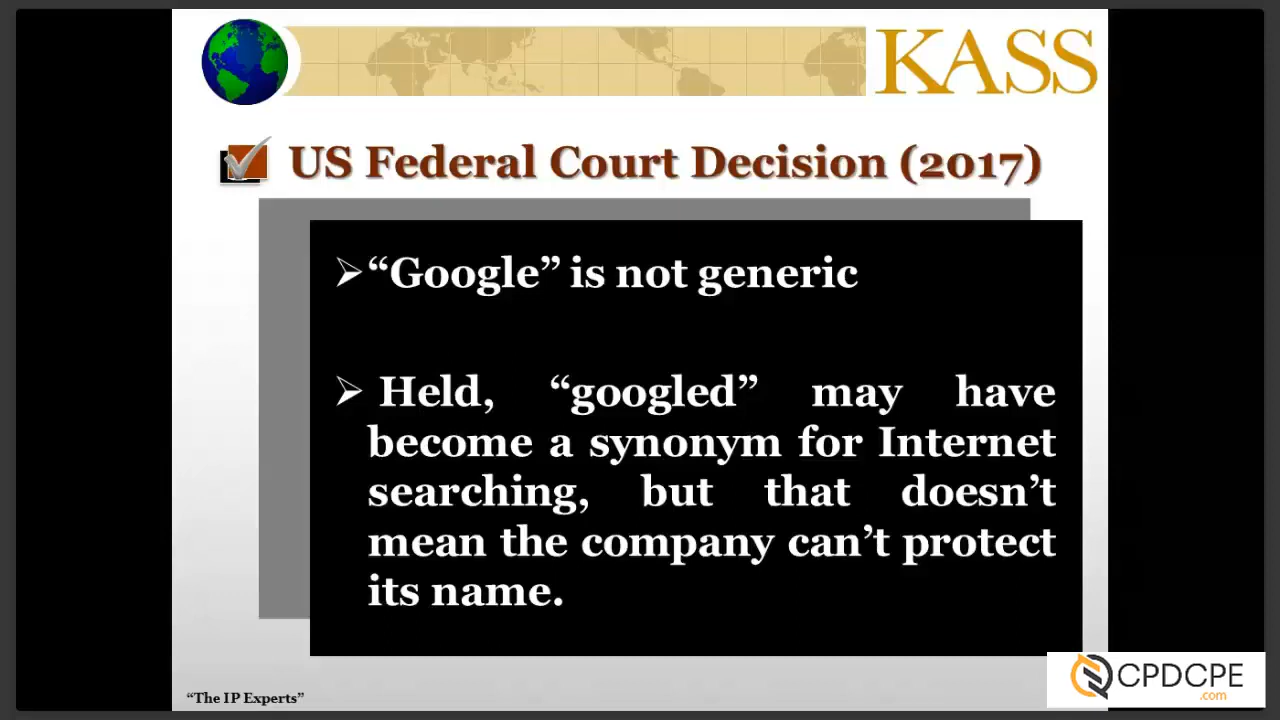 KASS
US Federal Court Decision (2017)
➢“Google” is not generic
➢ Held, “googled” may have
become a synonym for Internet
searching, but that doesn’t
mean the company can’t protect
its name.
“The IP Experts”
CPDCPE
.com